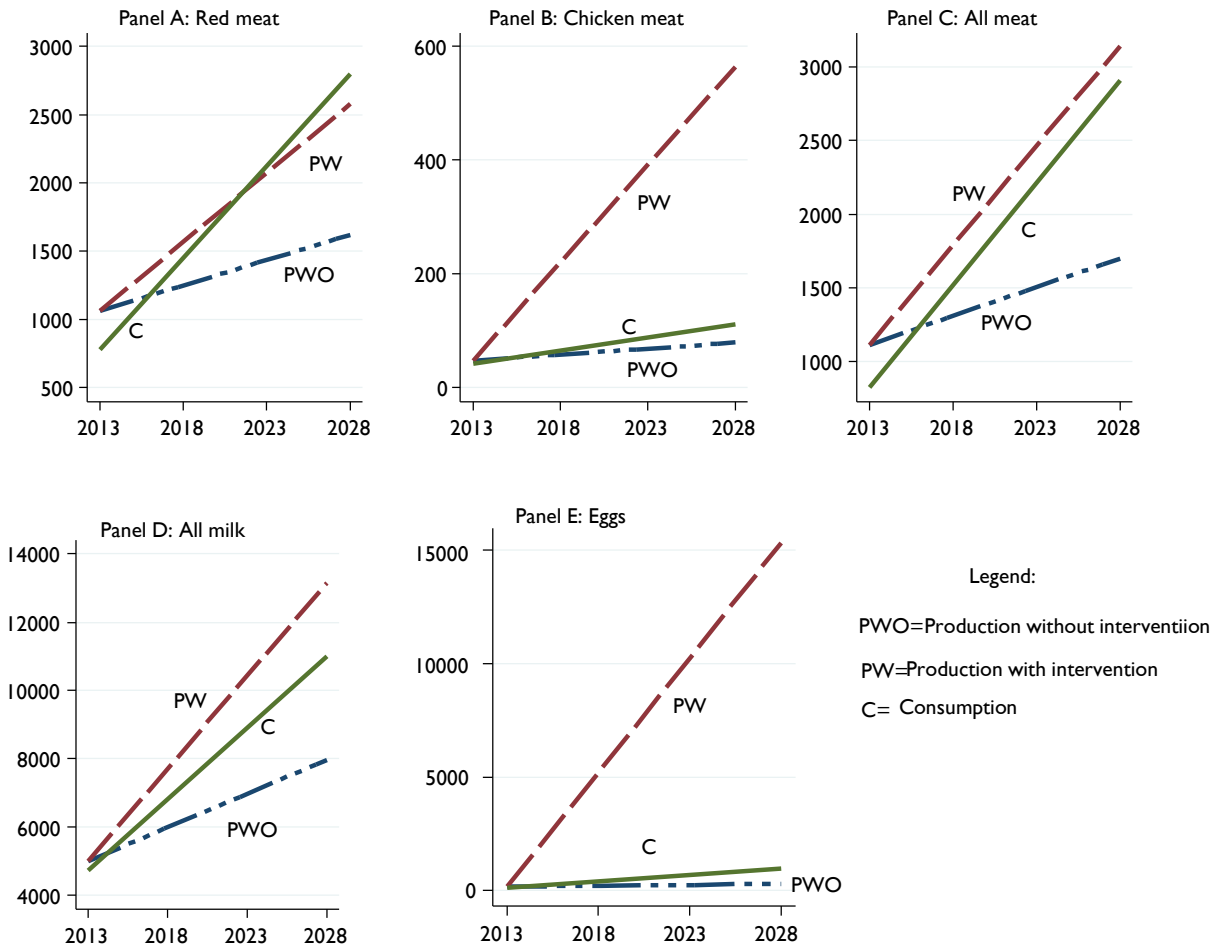 Panel A: Red meat
3000
2500
2000
1500
1000
500
PW
PWO
C
2013 2018 2023 2028
Panel B: Chicken meat
600
400
200
0
PW
C
PWO
2013 2018 2023 2028
Panel C: All meat
3000
2500
2000
1500
1000
PW
C
PWO
2013 2018 2023 2028
Panel D: All milk
14000
12000
10000
8000
6000
4000
PW
C
PWO
2013 2018 2023 2028
Panel E: Eggs
15000
10000
5000
0
PW
C
PWO
2013 2018 2023 2028
Legend:
PWO=Production without interventiion
PW=Production with intervention
C= Consumption